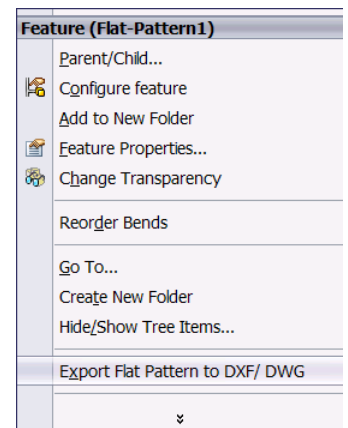 Feature (Flat-Pattern1)
Parent/Child...
Configure feature
Add to New Folder
Feature Properties...
Change Transparency
Reorder Bends
Go To...
Create New Folder
Hide/Show Tree Items...
Export Flat Pattern to DXF/ DWG